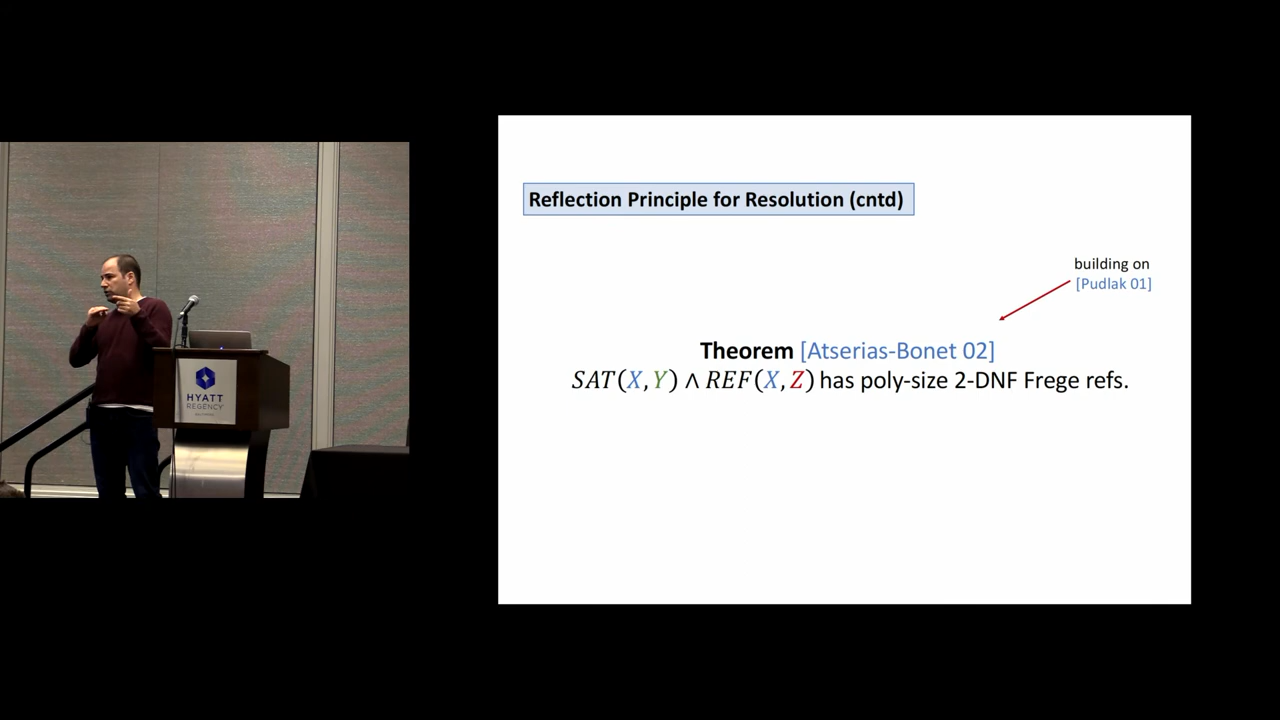 Reflection Principle for Resolution (cntd)
building on
[Pudlak 01]
Theorem [Atserias-Bonet 02]
SAT(X, Y) ∧ REF(X, Z) has poly-size 2-DNF Frege refs.
HYATT
REGENCY